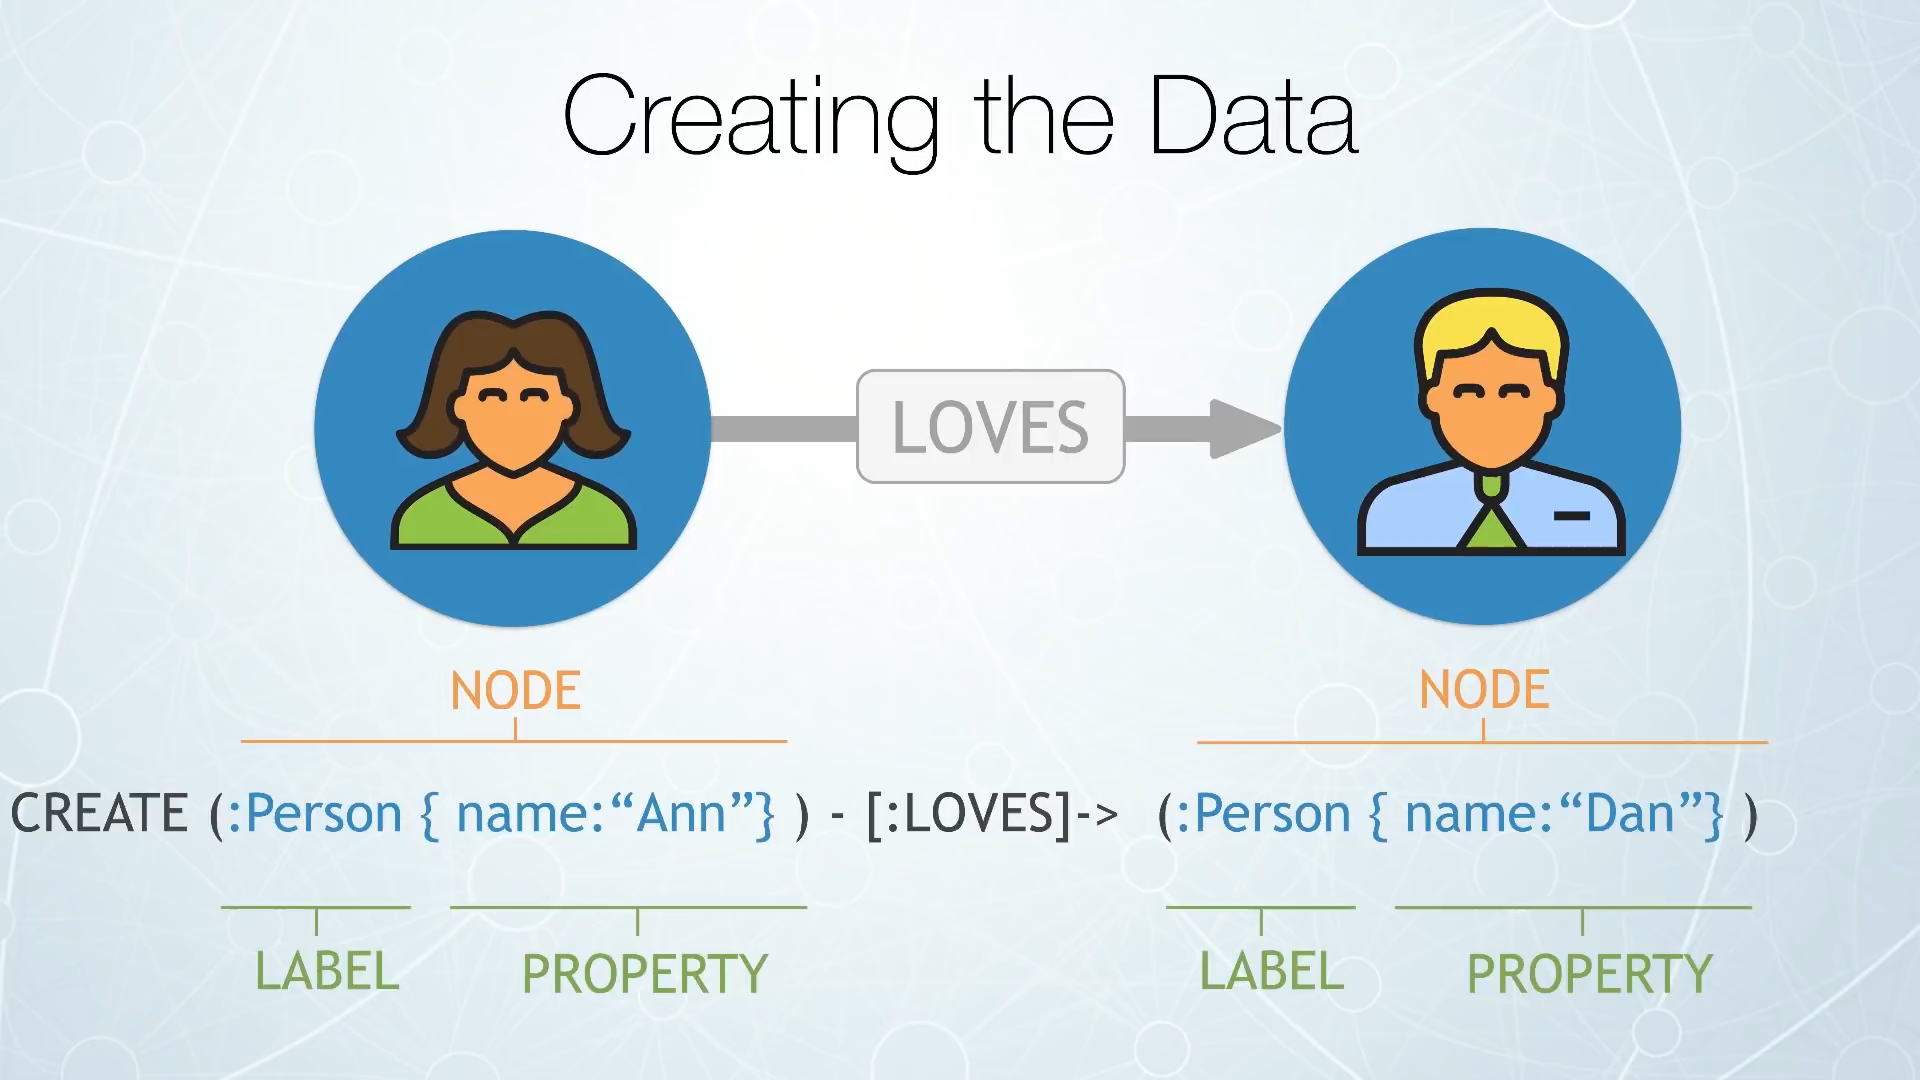 Creating the Data
LOVES
NODE NODE
CREATE (:Person { name:“Ann”} ) - [:LOVES]-> (:Person { name:“Dan”} )
LABEL PROPERTY LABEL PROPERTY